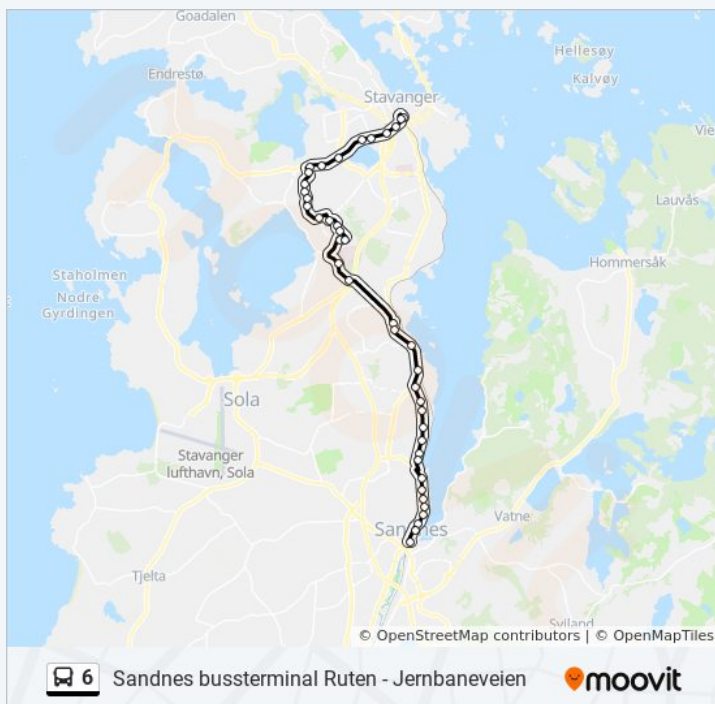 Goadalen
Hellesøy
Kalvøy
Endrestø
Stavanger
Vie
Lauvås
Staholmen
Nodre
Gyrdingen
Hommersåk
Sola
Stavanger
lufthavn, Sola
Sandnes
Vatne
Tjelta
Sviland
© OpenStreetMap contributors | © OpenMapTiles
6 Sandnes bussterminal Ruten - Jernbaneveien moovit